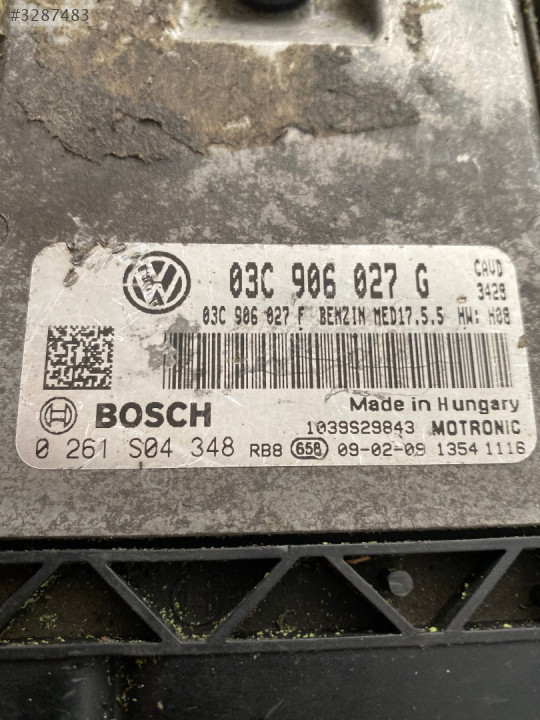 #3287483
03C 906 027 G
CAVD
3429
03C 906 027 F BENZIN MED17.5.5 HW: H08
BOSCH
Made in Hungary
1039S29843 MOTRONIC
0 261 S04 348 RB8 658 09-02-09 1354 1116